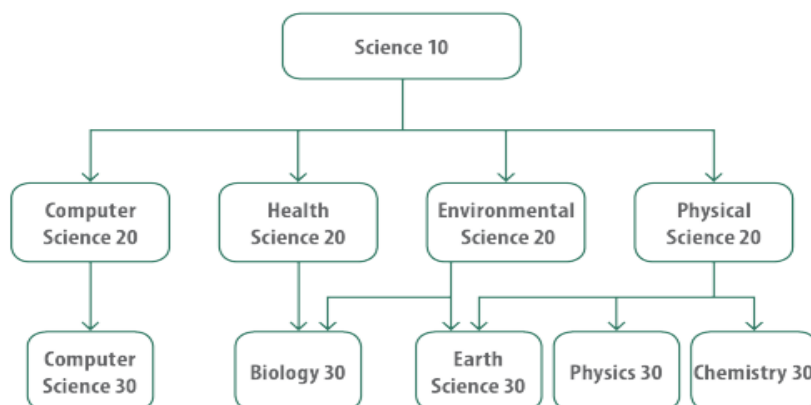 Science 10
Computer
Science 20
Health
Science 20
Environmental
Science 20
Physical
Science 20
Computer
Science 30
Biology 30
Earth
Science 30
Physics 30
Chemistry 30